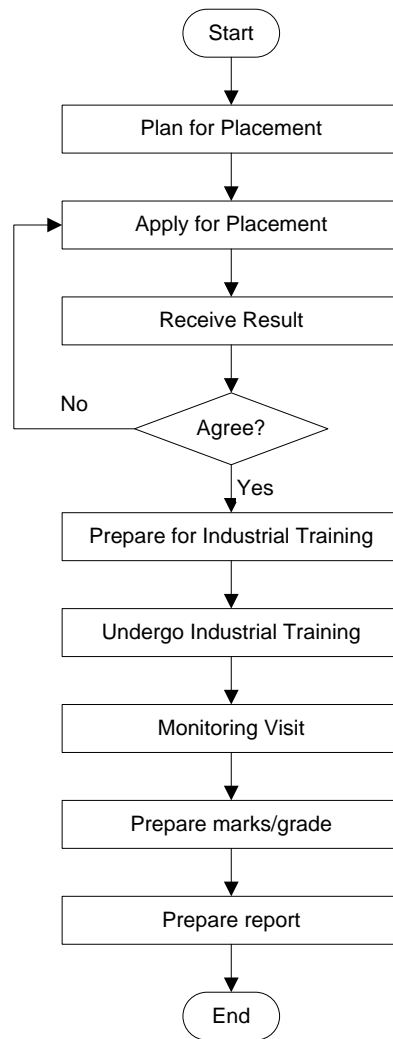 Start
Plan for Placement
Apply for Placement
Receive Result
No
Agree?
Yes
Prepare for Industrial Training
Undergo Industrial Training
Monitoring Visit
Prepare marks/grade
Prepare report
End